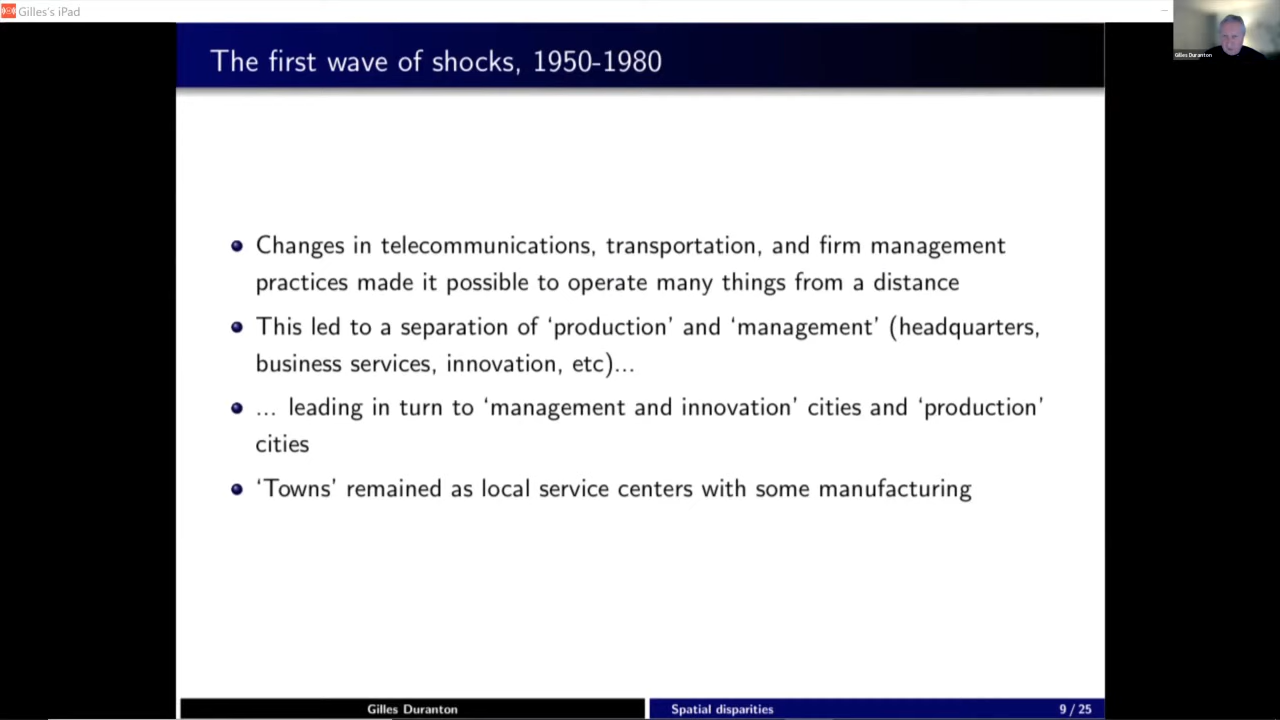 Gilles's iPad
Gilles Duranton
The first wave of shocks, 1950-1980
Changes in telecommunications, transportation, and firm management
practices made it possible to operate many things from a distance
This led to a separation of ‘production’ and ‘management’ (headquarters,
business services, innovation, etc)...
... leading in turn to ‘management and innovation’ cities and ‘production’
cities
‘Towns’ remained as local service centers with some manufacturing
Gilles Duranton
Spatial disparities
9 / 25